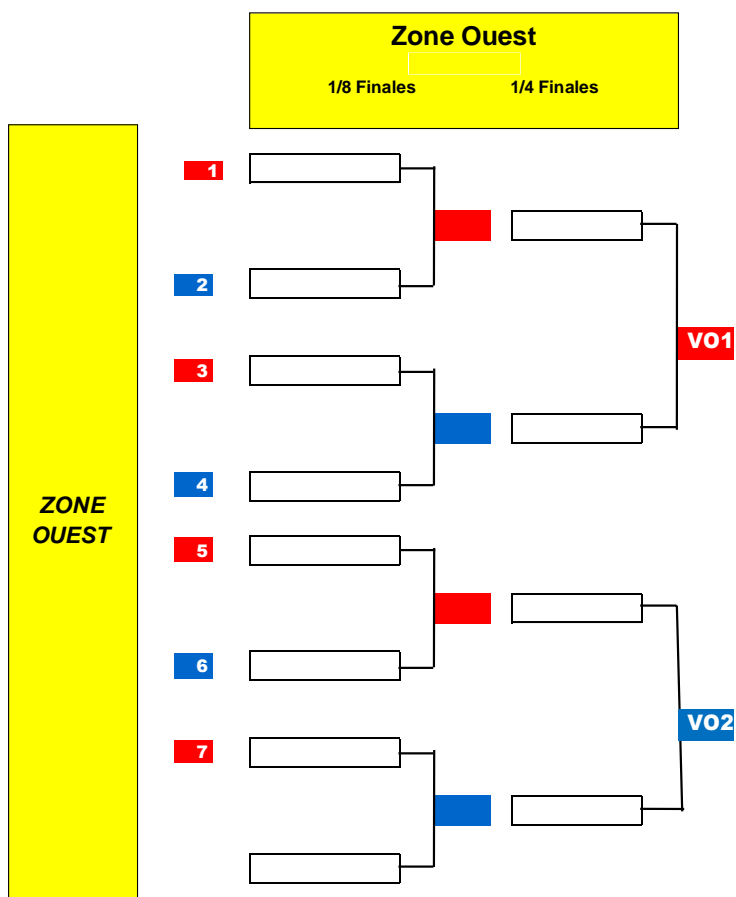 Zone Ouest
1/8 Finales 1/4 Finales
1
2
VO1
3
4
ZONE
OUEST
5
6
VO2
7